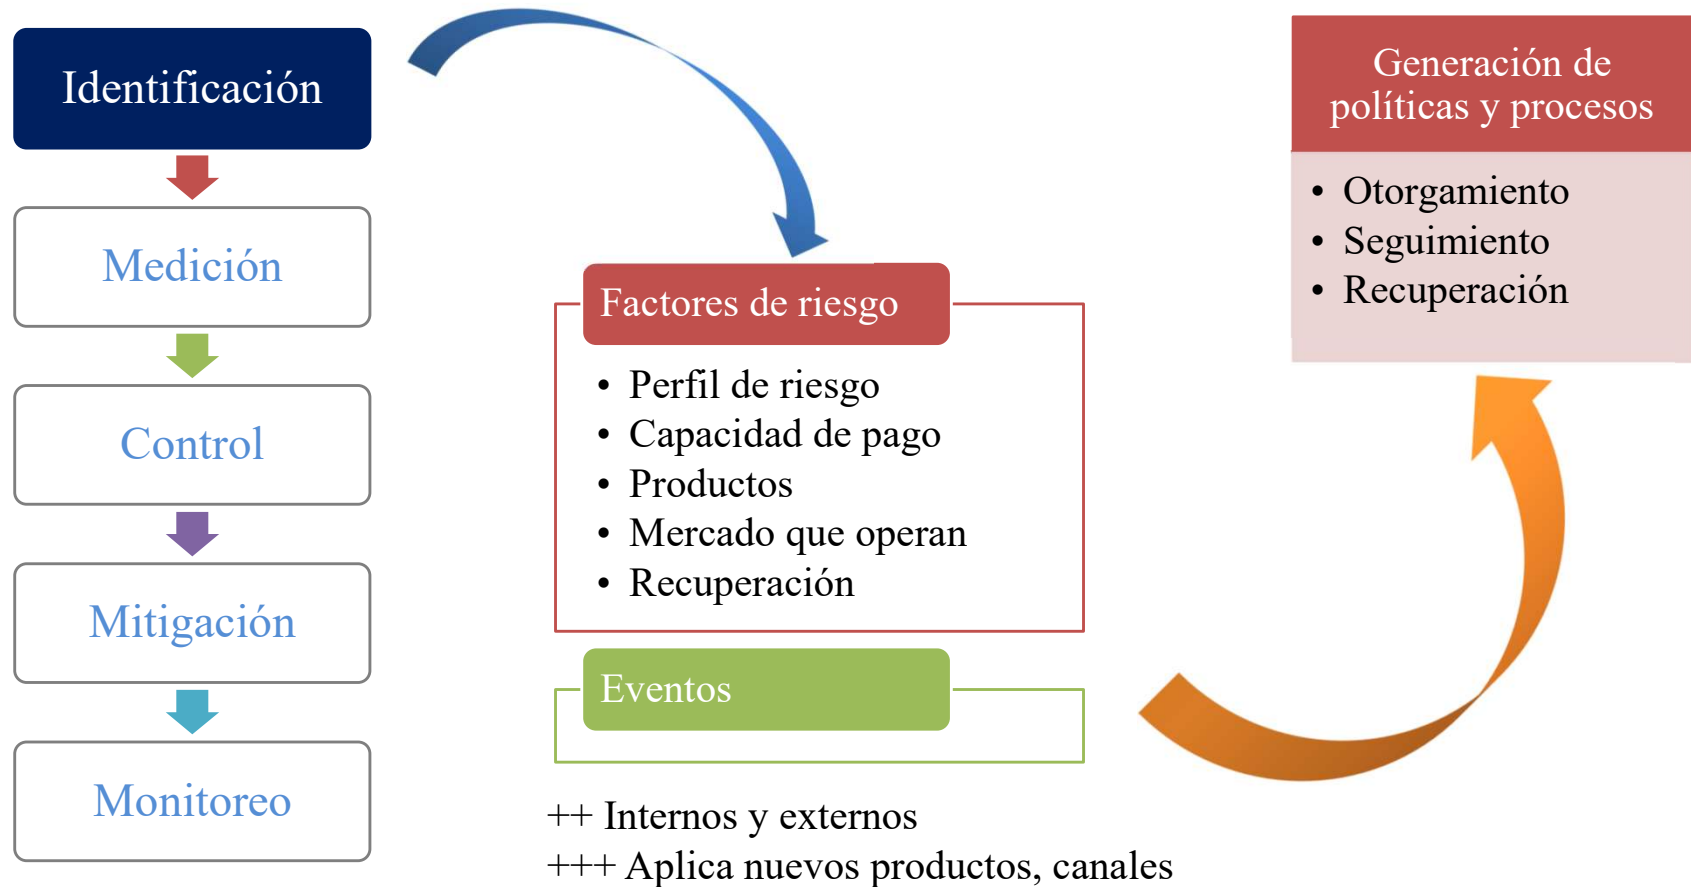 Identificación
Medición
Control
Mitigación
Monitoreo
Factores de riesgo
• Perfil de riesgo
• Capacidad de pago
• Productos
• Mercado que operan
• Recuperación
Eventos
++ Internos y externos
+++ Aplica nuevos productos, canales
Generación de
políticas y procesos
• Otorgamiento
• Seguimiento
• Recuperación